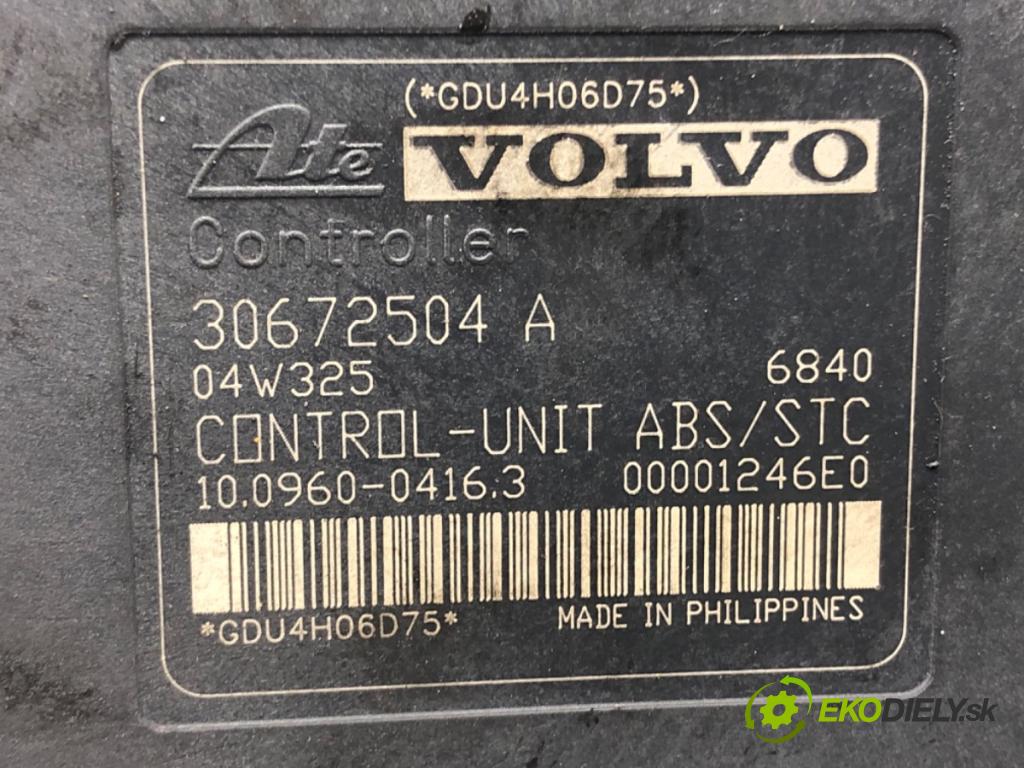 (*GDU4H06D75*)
Ate VOLVO
Controller
30672504 A
04W325 6840
CONTROL-UNIT ABS/STC
10.0960-0416.3 00001246E0
*GDU4H06D75* MADE IN PHILIPPINES
EKODIELY.sk